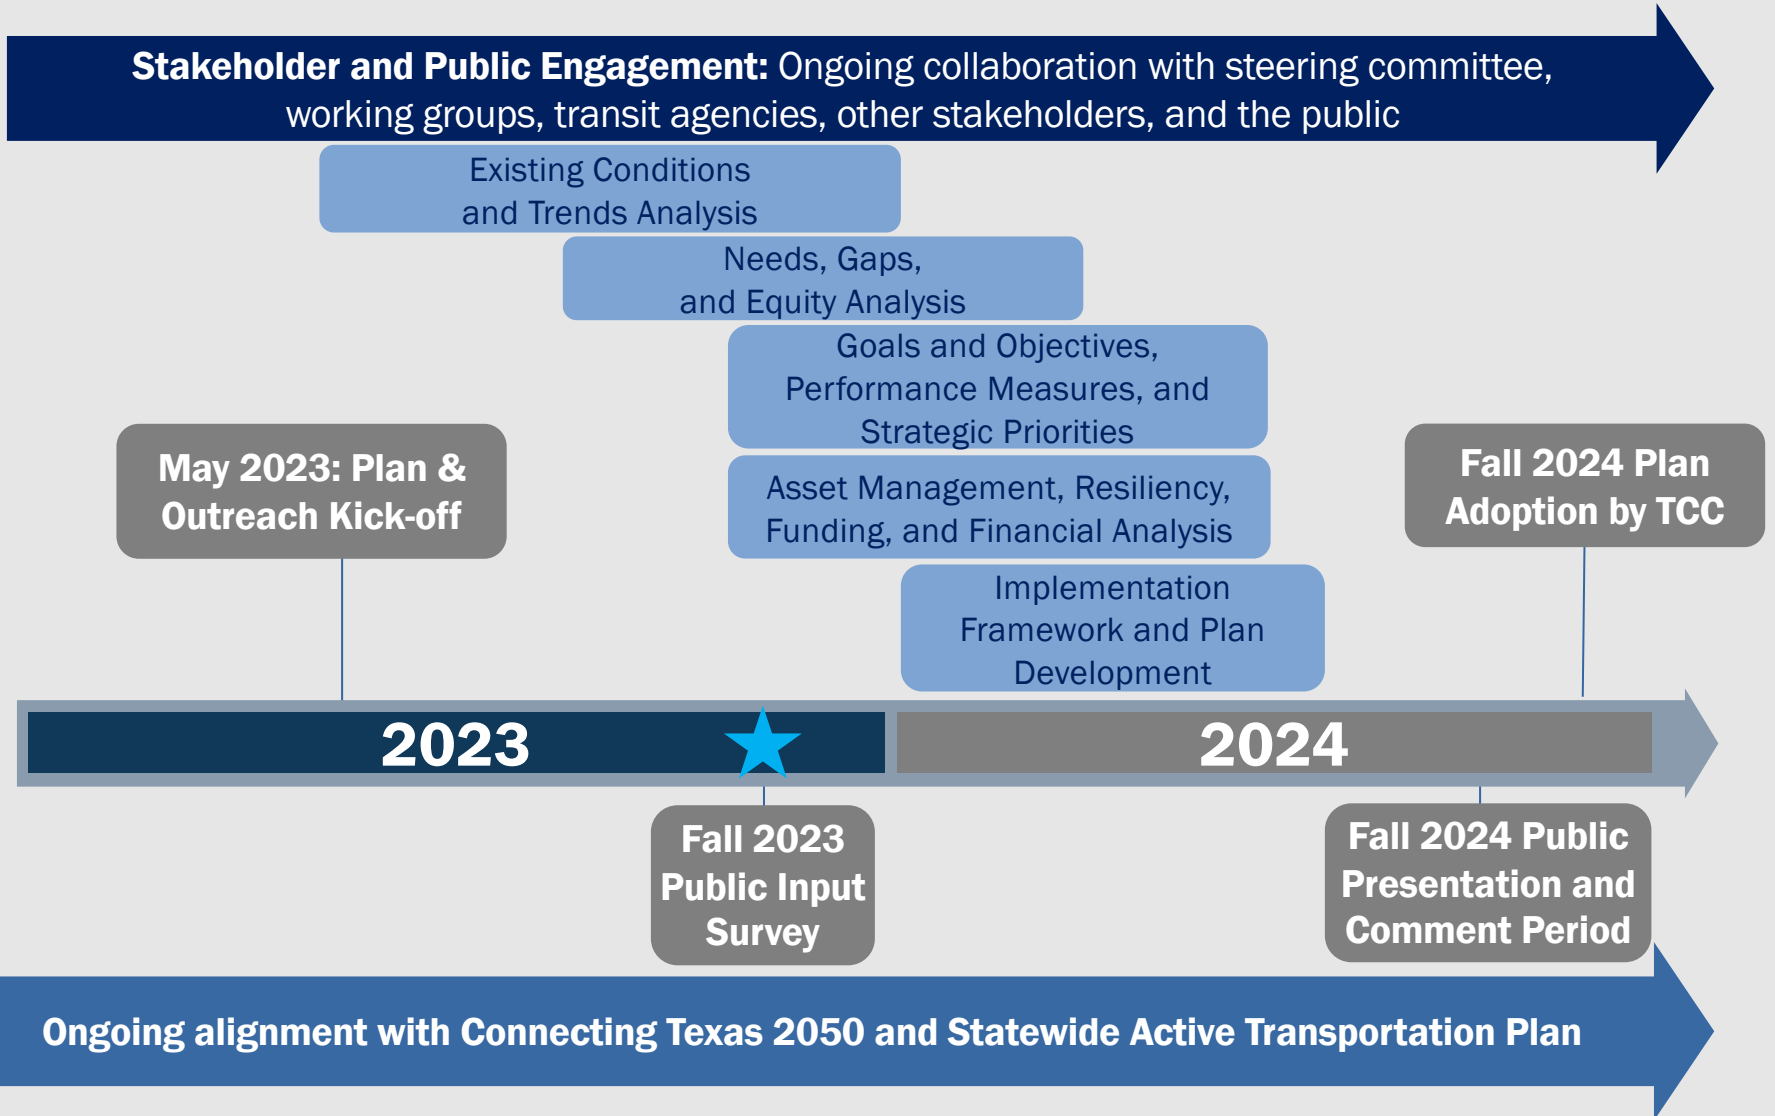 Stakeholder and Public Engagement: Ongoing collaboration with steering committee,
working groups, transit agencies, other stakeholders, and the public
Existing Conditions
and Trends Analysis
Needs, Gaps,
and Equity Analysis
Goals and Objectives,
Performance Measures, and
Strategic Priorities
Asset Management, Resiliency,
Funding, and Financial Analysis
Implementation
Framework and Plan
Development
May 2023: Plan &
Outreach Kick-off
Fall 2024 Plan
Adoption by TCC
2023
2024
Fall 2023
Public Input
Survey
Fall 2024 Public
Presentation and
Comment Period
Ongoing alignment with Connecting Texas 2050 and Statewide Active Transportation Plan